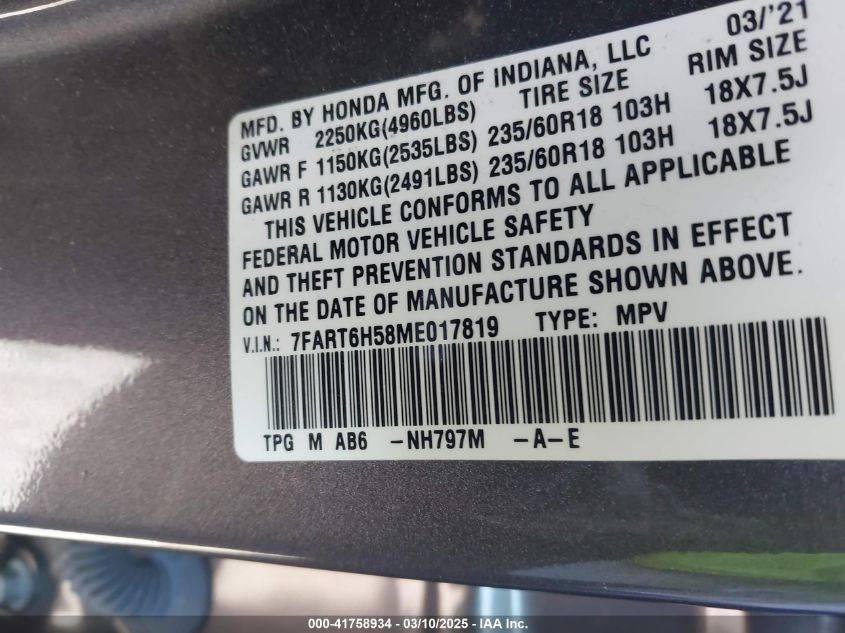 MFD. BY HONDA MFG. OF INDIANA, LLC 03/'21
GVWR 2250KG(4960LBS) TIRE SIZE RIM SIZE
GAWR F 1150KG(2535LBS) 235/60R18 103H 18X7.5J
GAWR R 1130KG(2491LBS) 235/60R18 103H 18X7.5J
THIS VEHICLE CONFORMS TO ALL APPLICABLE
FEDERAL MOTOR VEHICLE SAFETY
AND THEFT PREVENTION STANDARDS IN EFFECT
ON THE DATE OF MANUFACTURE SHOWN ABOVE.
V.I.N.: 7FART6H58ME017819 TYPE: MPV
TPG M AB6 -NH797M -A-E
000-41758934 - 03/10/2025 - IAA Inc.